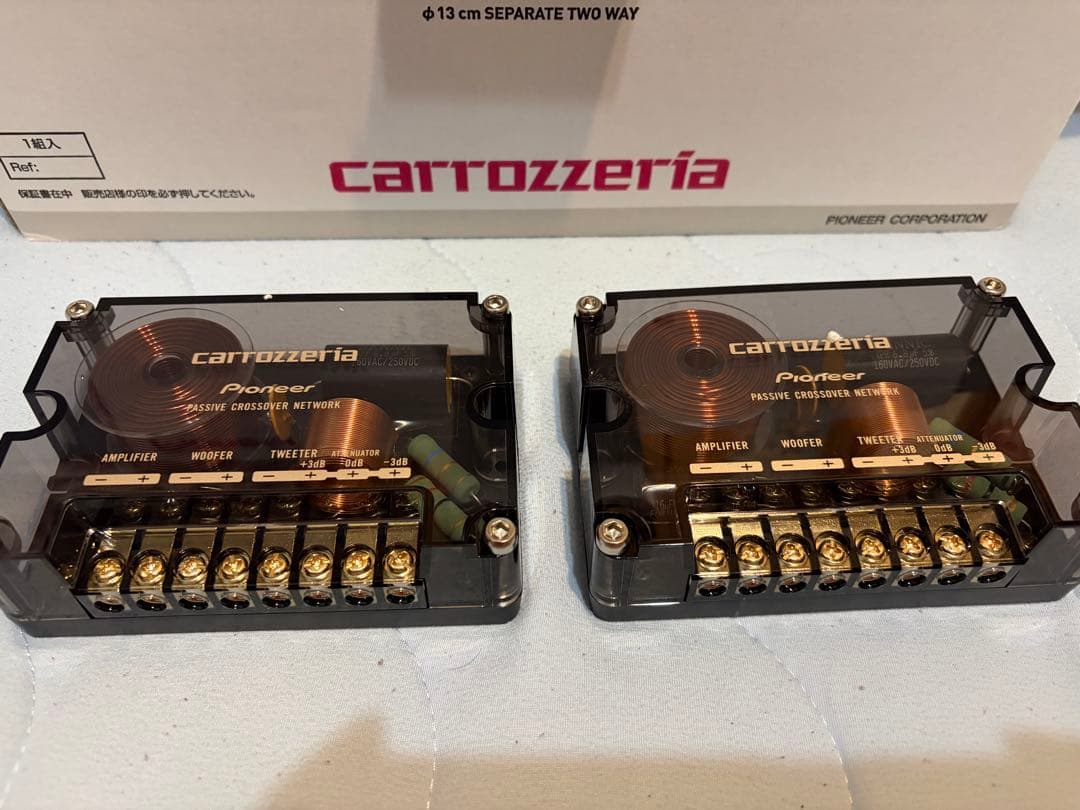 φ13 cm SEPARATE TWO WAY
1組入
Ref:
保証書在中 販売店様の印を必ず押してください。
carrozzeria
PIONEER CORPORATION
carrozzeria
160VAC/250VDC
Pioneer
PASSIVE CROSSOVER NETWORK
AMPLIFIER WOOFER TWEETER ATTENUATOR
+3dB 0dB -3dB
- + - + - + + +
carrozzeria
160VAC/250VDC
Pioneer
PASSIVE CROSSOVER NETWORK
AMPLIFIER WOOFER TWEETER ATTENUATOR
+3dB 0dB -3dB
- + - + - + + +